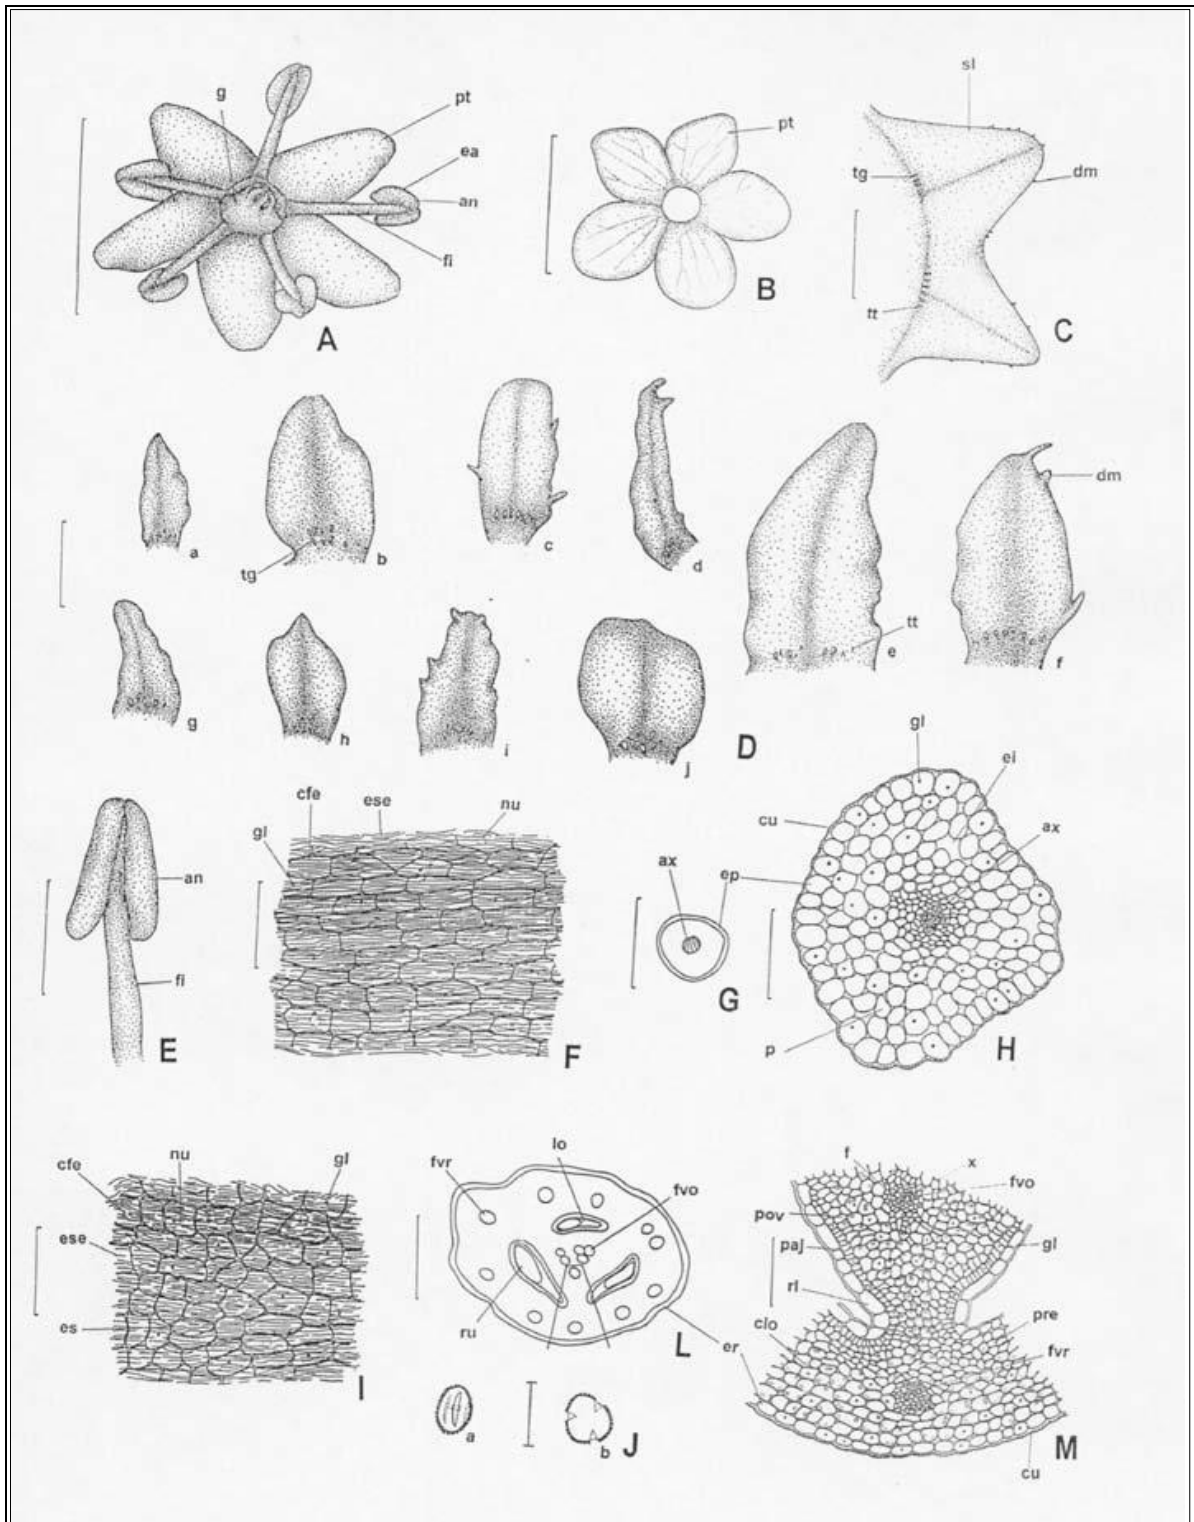 g
pt
ea
an
fi
A
pt
B
sl
tg
dm
tt
C
a
tg
b
c
d
tt
e
dm
f
g
h
i
j
D
an
fi
E
cfe
ese
nu
gl
F
ax
ep
G
gl
ei
cu
ax
p
H
cfe
nu
gl
ese
es
I
lo
fvr
fvo
ru
er
L
a
b
J
f
x
fvo
pov
paj
gl
rl
clo
pre
fvr
cu
M